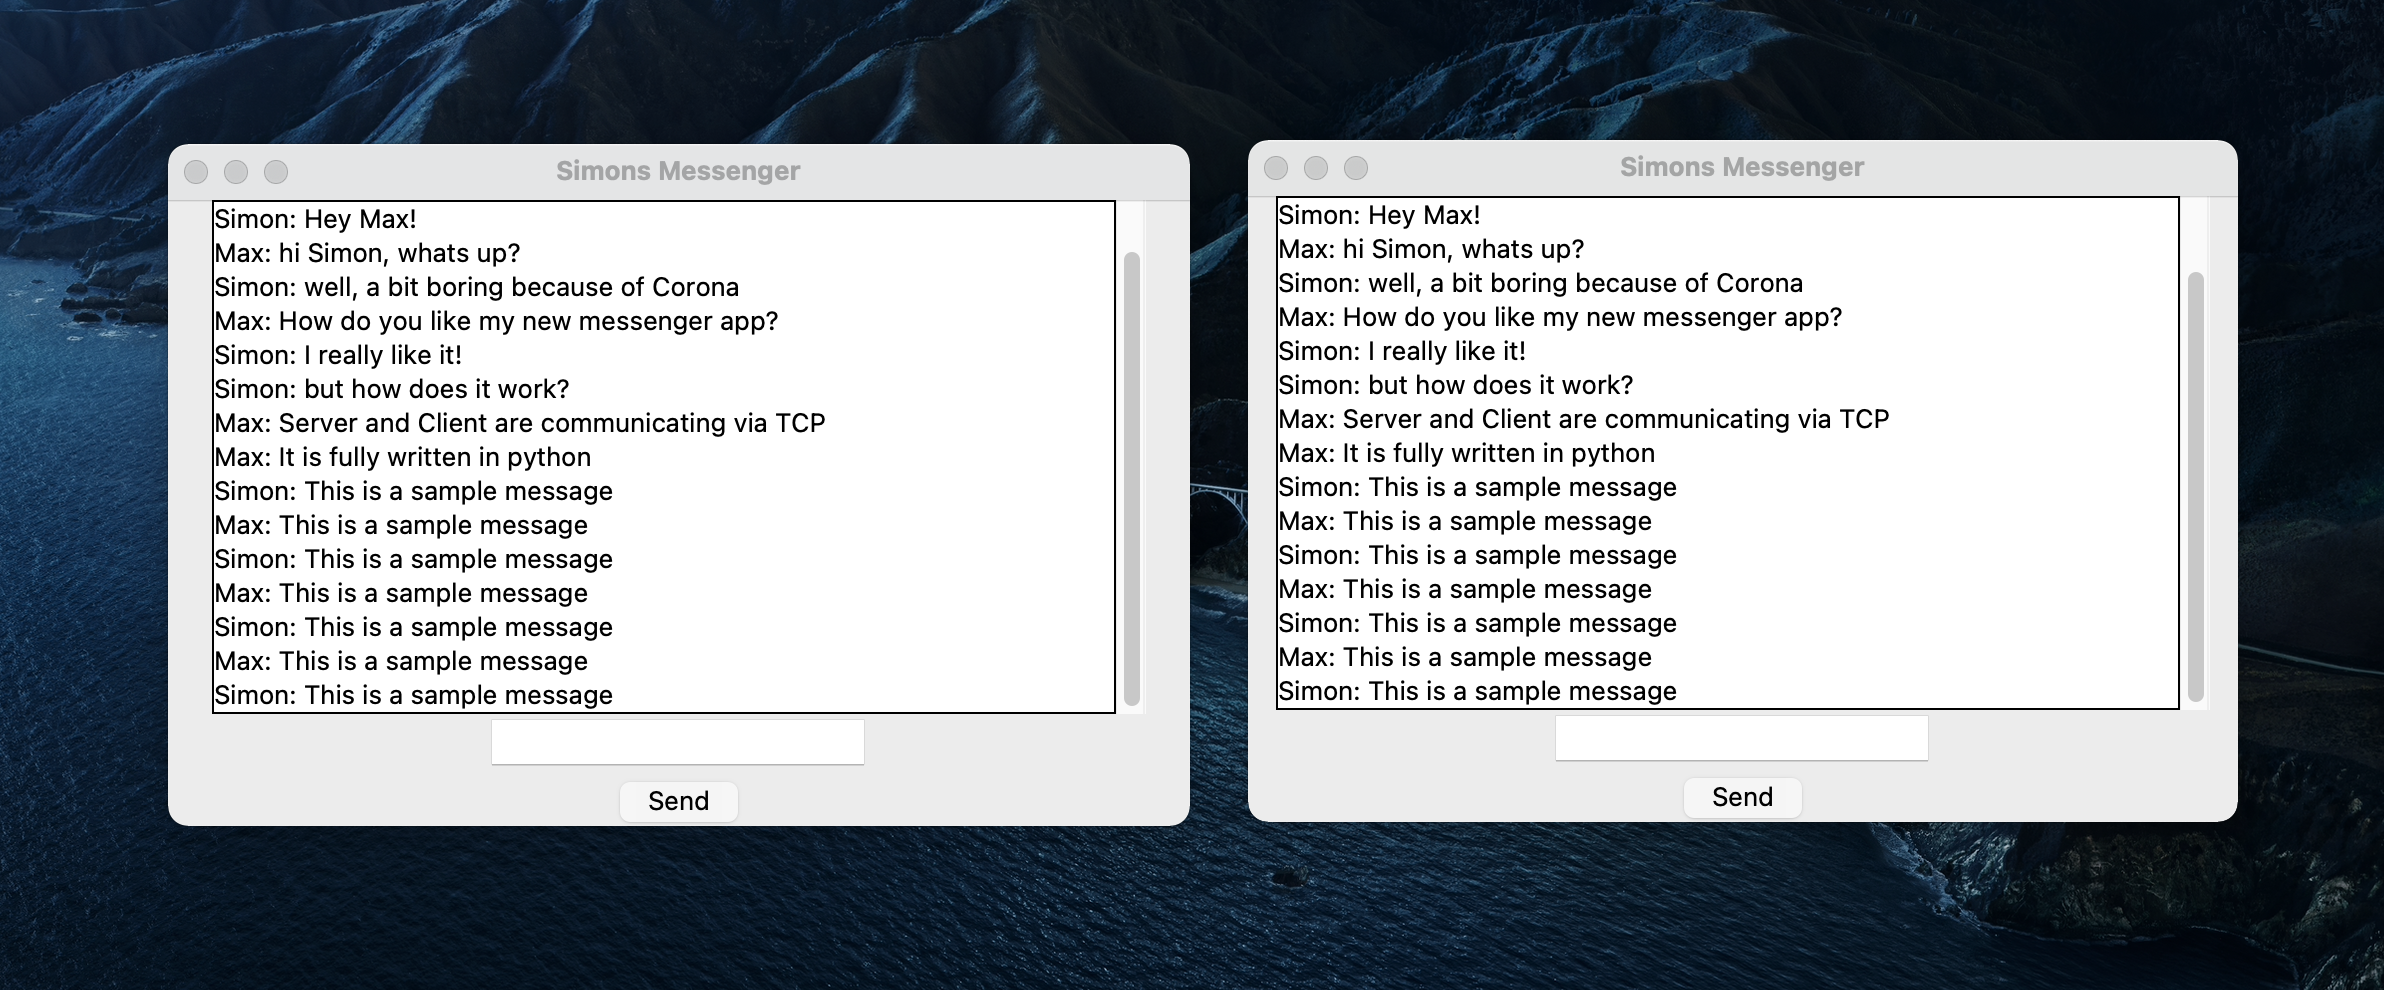 Simons Messenger
Simon: Hey Max!
Max: hi Simon, whats up?
Simon: well, a bit boring because of Corona
Max: How do you like my new messenger app?
Simon: I really like it!
Simon: but how does it work?
Max: Server and Client are communicating via TCP
Max: It is fully written in python
Simon: This is a sample message
Max: This is a sample message
Simon: This is a sample message
Max: This is a sample message
Simon: This is a sample message
Max: This is a sample message
Simon: This is a sample message
Send
Simons Messenger
Simon: Hey Max!
Max: hi Simon, whats up?
Simon: well, a bit boring because of Corona
Max: How do you like my new messenger app?
Simon: I really like it!
Simon: but how does it work?
Max: Server and Client are communicating via TCP
Max: It is fully written in python
Simon: This is a sample message
Max: This is a sample message
Simon: This is a sample message
Max: This is a sample message
Simon: This is a sample message
Max: This is a sample message
Simon: This is a sample message
Send